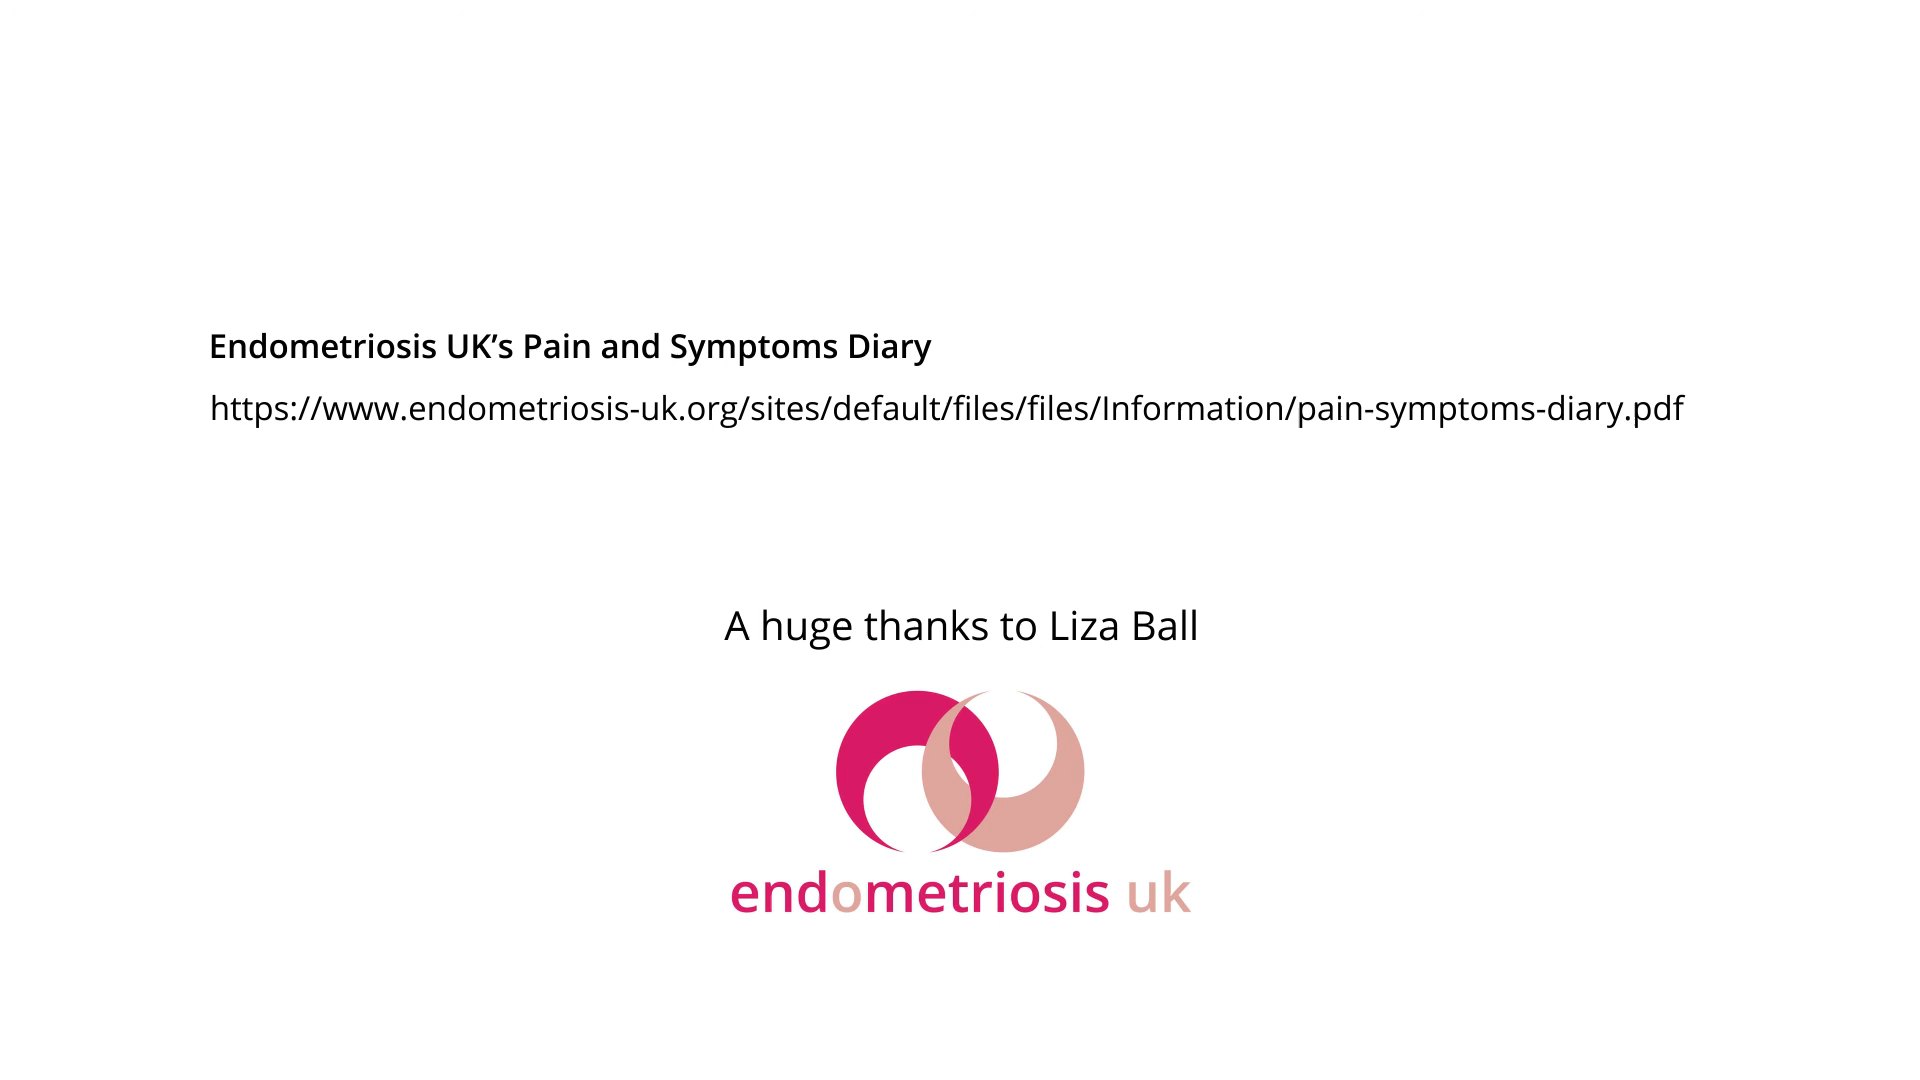 Endometriosis UK’s Pain and Symptoms Diary
https://www.endometriosis-uk.org/sites/default/files/files/Information/pain-symptoms-diary.pdf
A huge thanks to Liza Ball
endometriosis uk